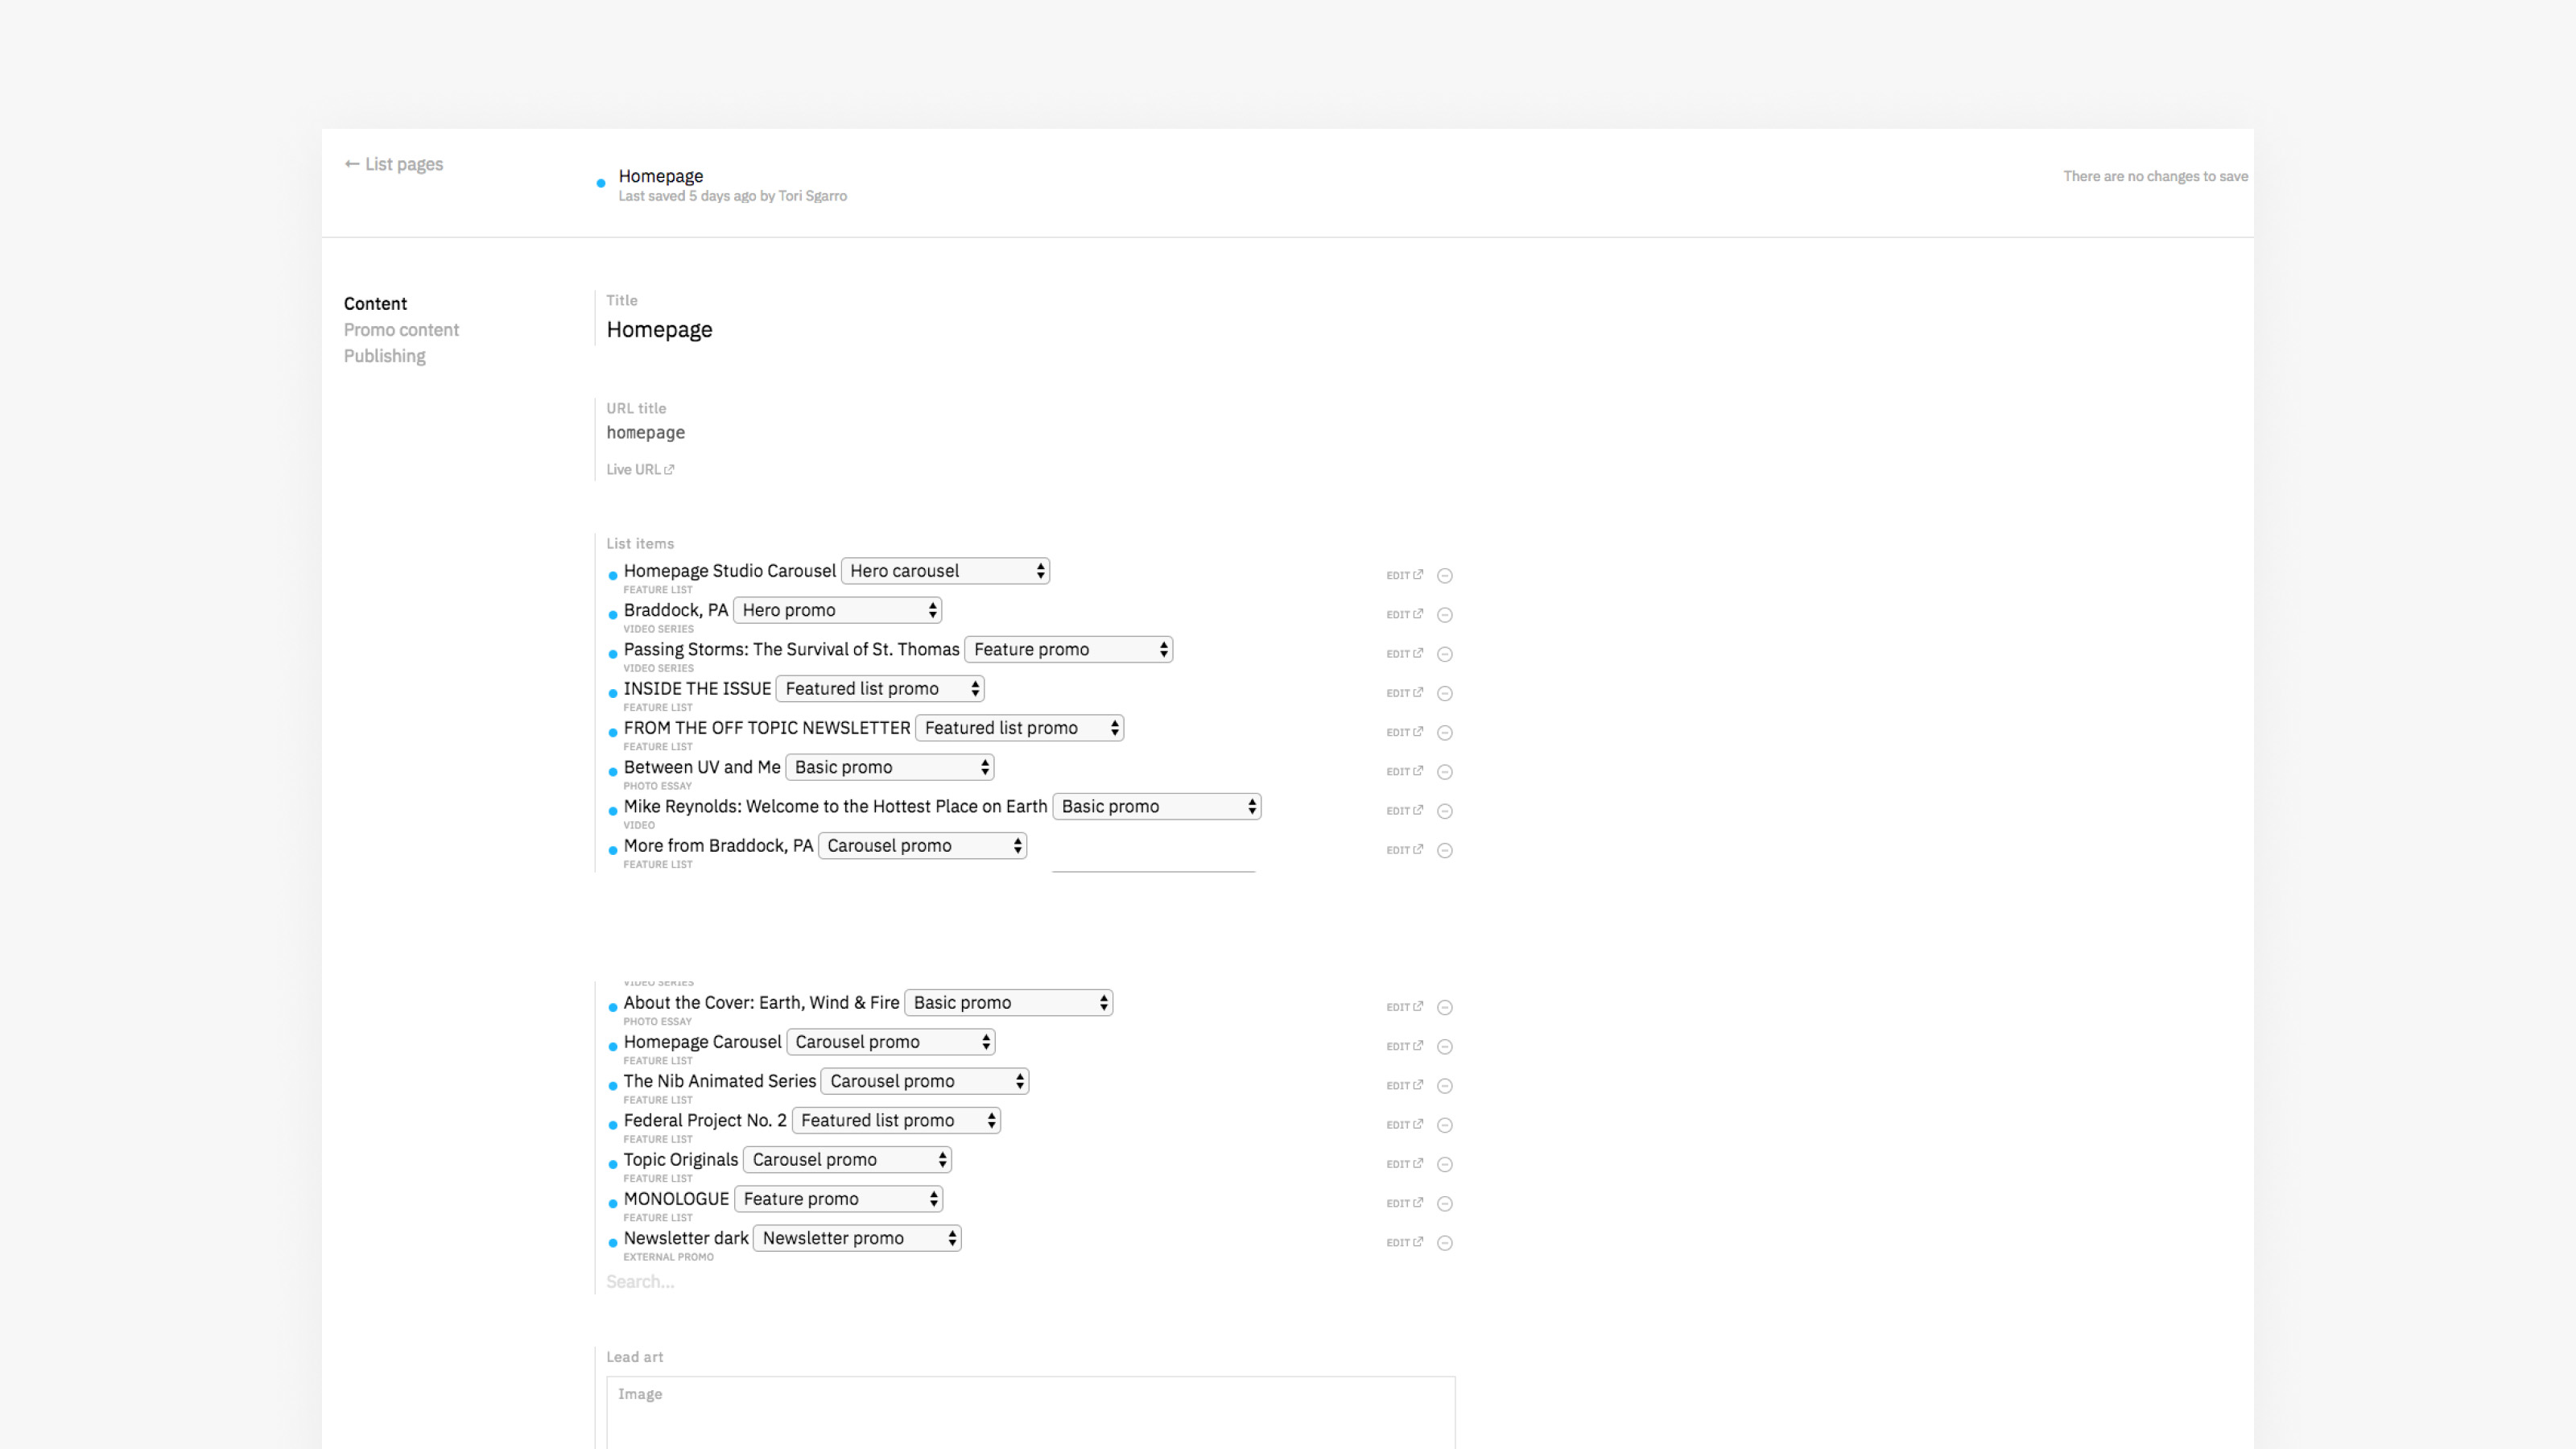 ← List pages
Homepage
Last saved 5 days ago by Tori Sgarro
There are no changes to save
Content
Promo content
Publishing
Title
Homepage
URL title
homepage
Live URL
List items
Homepage Studio Carousel Hero carousel EDIT
FEATURE LIST
Braddock, PA Hero promo EDIT
VIDEO SERIES
Passing Storms: The Survival of St. Thomas Feature promo EDIT
VIDEO SERIES
INSIDE THE ISSUE Featured list promo EDIT
FEATURE LIST
FROM THE OFF TOPIC NEWSLETTER Featured list promo EDIT
FEATURE LIST
Between UV and Me Basic promo EDIT
PHOTO ESSAY
Mike Reynolds: Welcome to the Hottest Place on Earth Basic promo EDIT
VIDEO
More from Braddock, PA Carousel promo EDIT
FEATURE LIST
VIDEO SERIES
About the Cover: Earth, Wind & Fire Basic promo EDIT
PHOTO ESSAY
Homepage Carousel Carousel promo EDIT
FEATURE LIST
The Nib Animated Series Carousel promo EDIT
FEATURE LIST
Federal Project No. 2 Featured list promo EDIT
FEATURE LIST
Topic Originals Carousel promo EDIT
FEATURE LIST
MONOLOGUE Feature promo EDIT
FEATURE LIST
Newsletter dark Newsletter promo EDIT
EXTERNAL PROMO
Search...
Lead art
Image